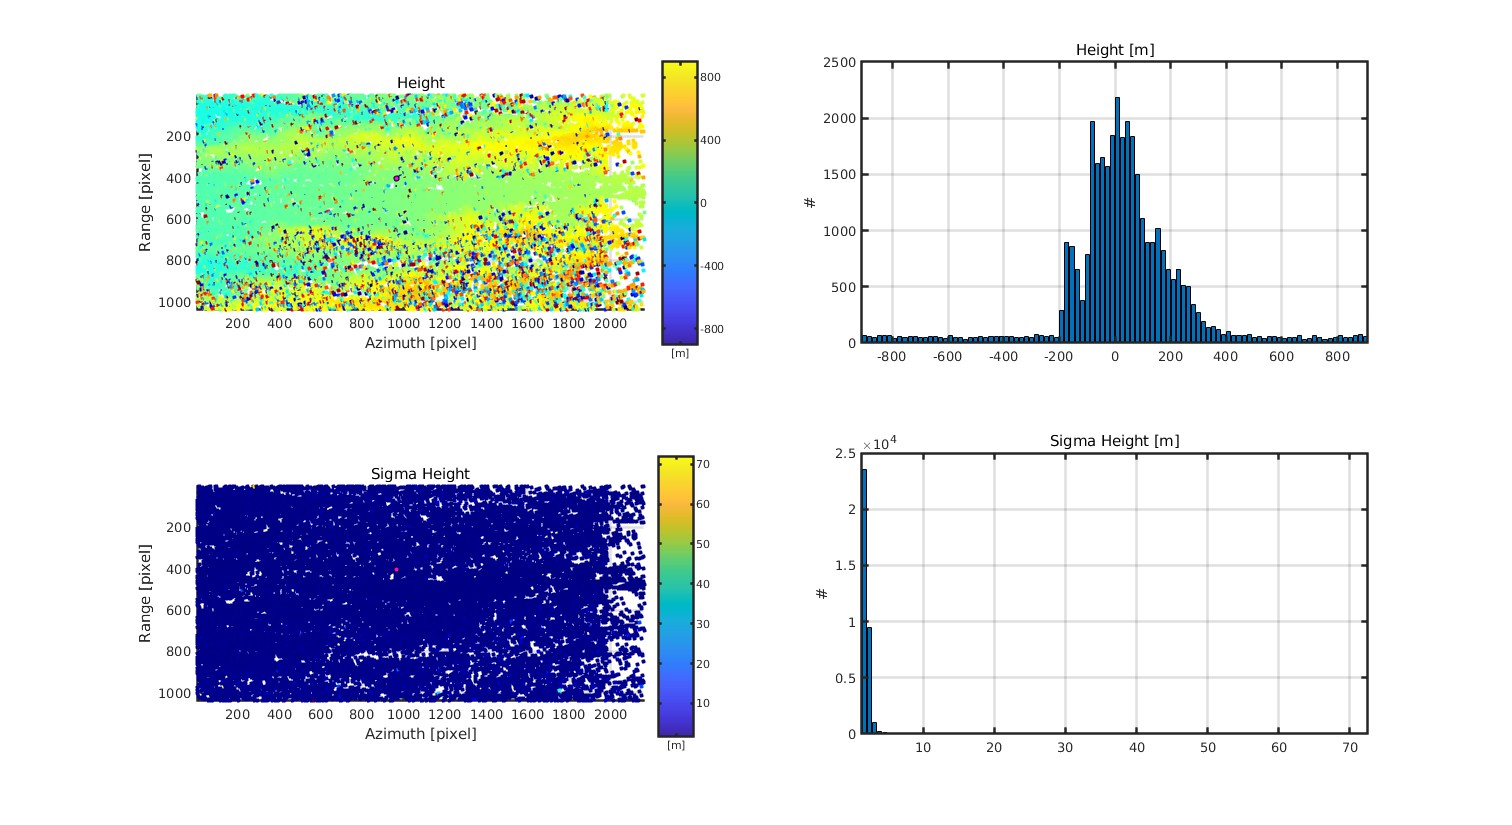 Height
Range [pixel]
200
400
600
800
1000
200 400 600 800 1000 1200 1400 1600 1800 2000
Azimuth [pixel]
800
400
0
-400
-800
[m]
Height [m]
#
2500
2000
1500
1000
500
0
-800 -600 -400 -200 0 200 400 600 800
Sigma Height
Range [pixel]
200
400
600
800
1000
200 400 600 800 1000 1200 1400 1600 1800 2000
Azimuth [pixel]
70
60
50
40
30
20
10
[m]
Sigma Height [m]
×10⁴
#
2.5
2
1.5
1
0.5
0
10 20 30 40 50 60 70